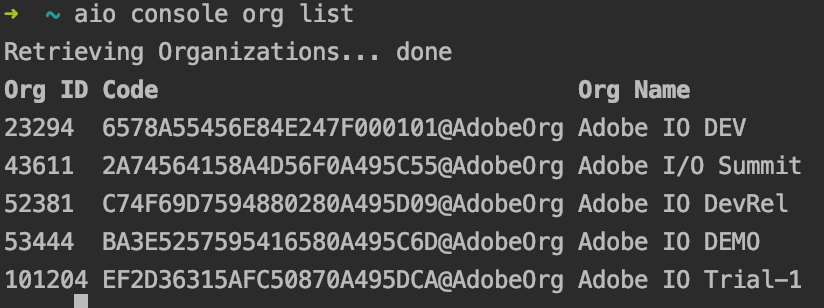 ➜ ~ aio console org list
Retrieving Organizations... done
Org ID Code Org Name
23294 6578A55456E84E247F000101@AdobeOrg Adobe IO DEV
43611 2A74564158A4D56F0A495C55@AdobeOrg Adobe I/O Summit
52381 C74F69D7594880280A495D09@AdobeOrg Adobe IO DevRel
53444 BA3E5257595416580A495C6D@AdobeOrg Adobe IO DEMO
101204 EF2D36315AFC50870A495DCA@AdobeOrg Adobe IO Trial-1